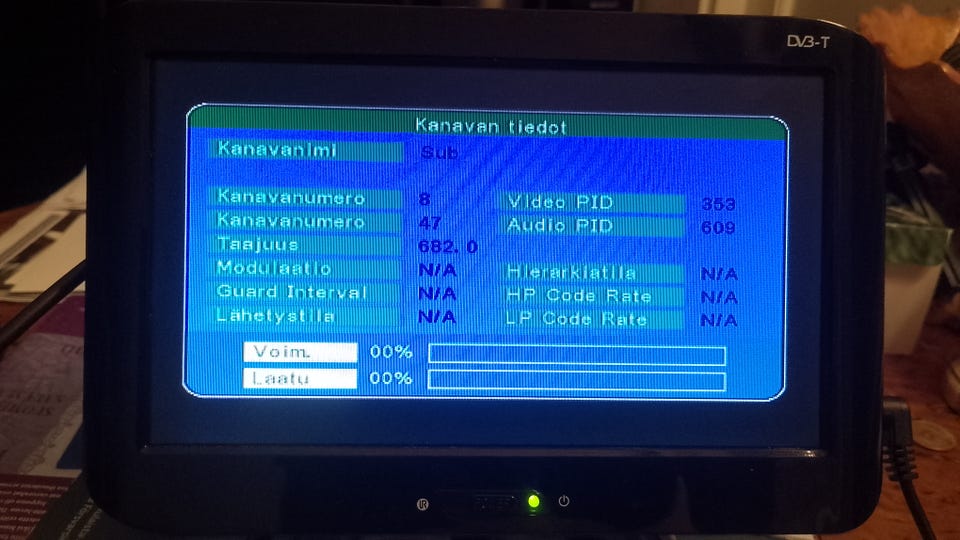 DVB-T
Kanavan tiedot
Kanavanimi Sub
Kanavanumero 8 Video PID 353
Kanavanumero 47 Audio PID 609
Taajuus 682.0
Modulaatio N/A Hierarkiatila N/A
Guard Interval N/A HP Code Rate N/A
Lähetystila N/A LP Code Rate N/A
Voim. 00%
Laatu 00%